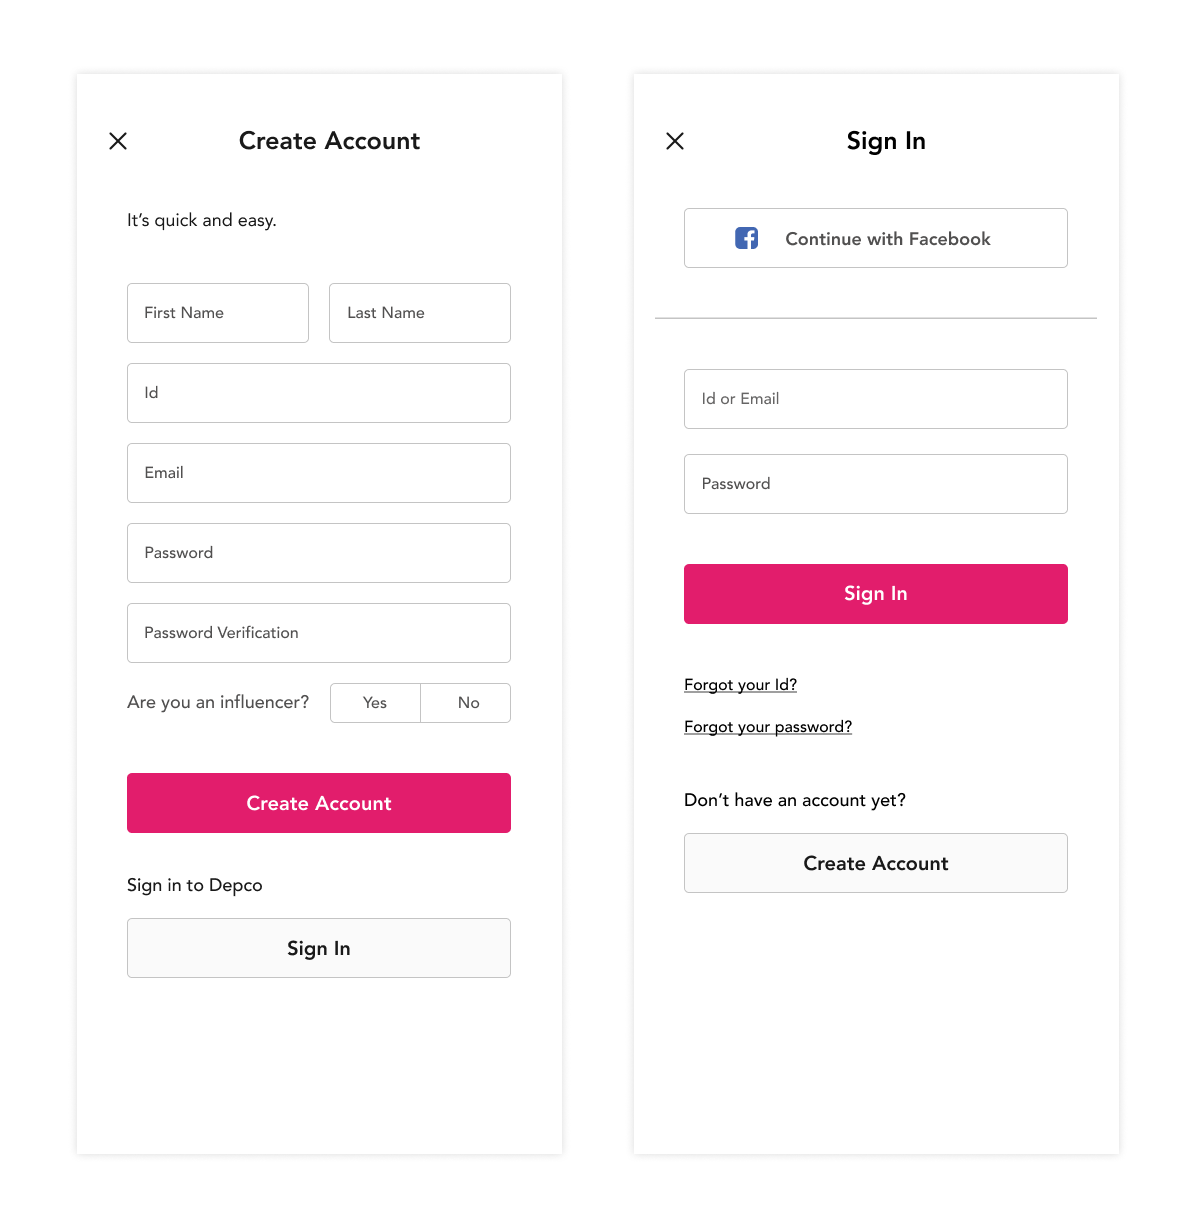 Create Account
It's quick and easy.
First Name
Last Name
Id
Email
Password
Password Verification
Are you an influencer?
Yes
No
Create Account
Sign in to Depco
Sign In
Sign In
Continue with Facebook
Id or Email
Password
Sign In
Forgot your Id?
Forgot your password?
Don't have an account yet?
Create Account